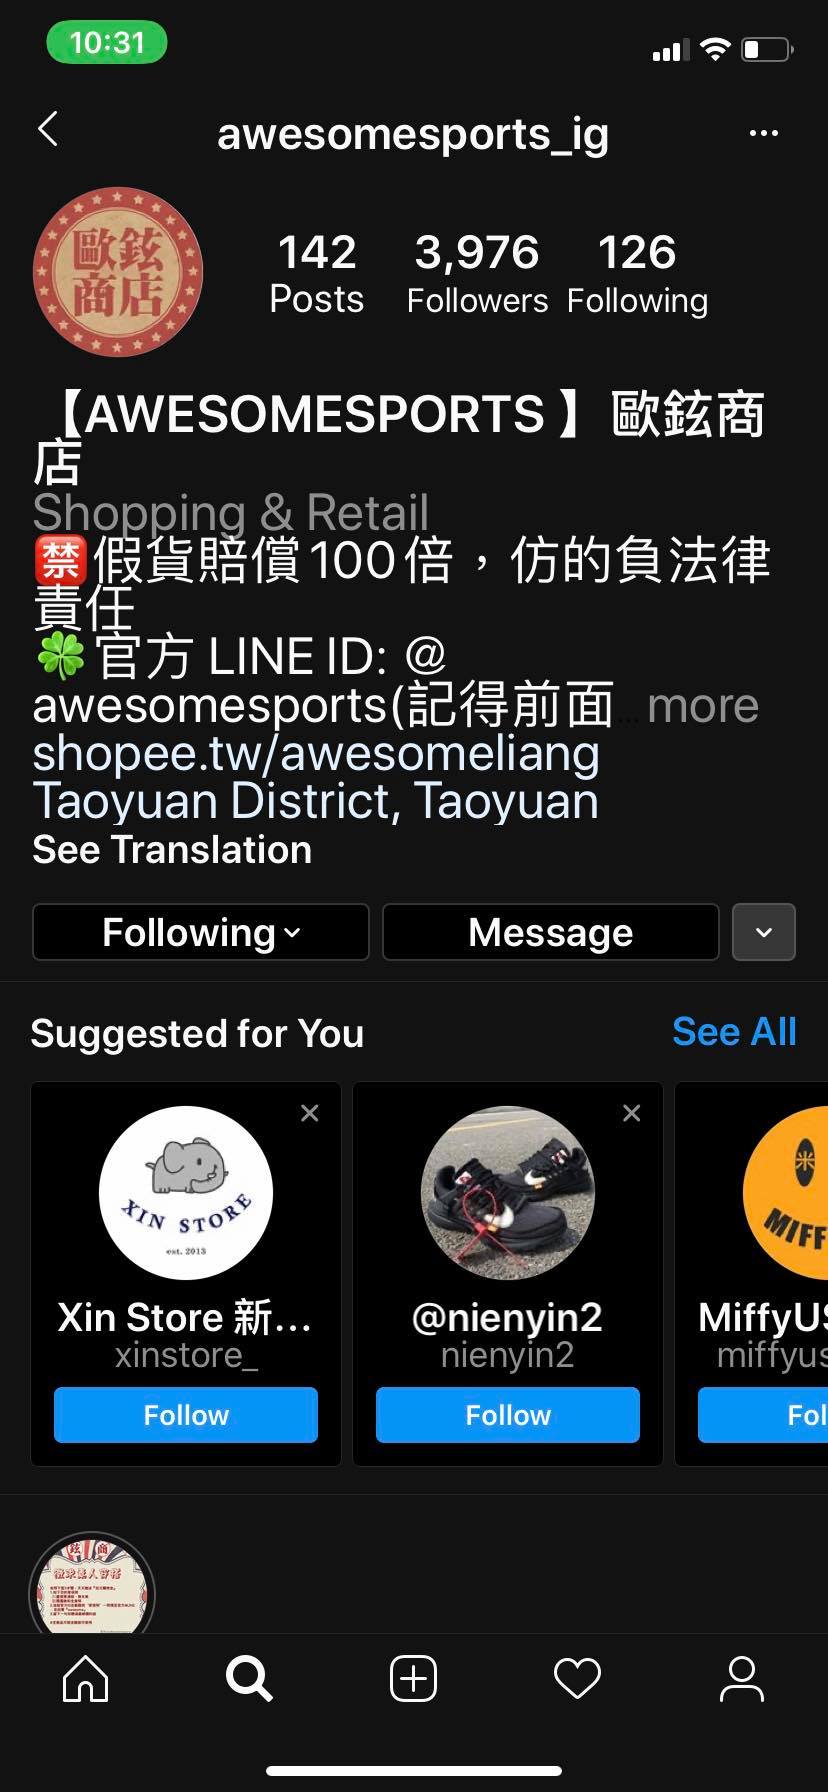 10:31
awesomesports_ig
歐鉉
商店
142
Posts
3,976
Followers
126
Following
【AWESOMESPORTS 】歐鉉商
店
Shopping & Retail
🈲假貨賠償100倍，仿的負法律
責任
🍀官方 LINE ID: @
awesomesports(記得前面... more
shopee.tw/awesomeliang
Taoyuan District, Taoyuan
See Translation
Following
Message
Suggested for You
See All
XIN STORE
est. 2013
Xin Store 新...
xinstore_
Follow
@nienyin2
nienyin2
Follow
MIFF
MiffyUS
miffyus
Fol
鉉 商